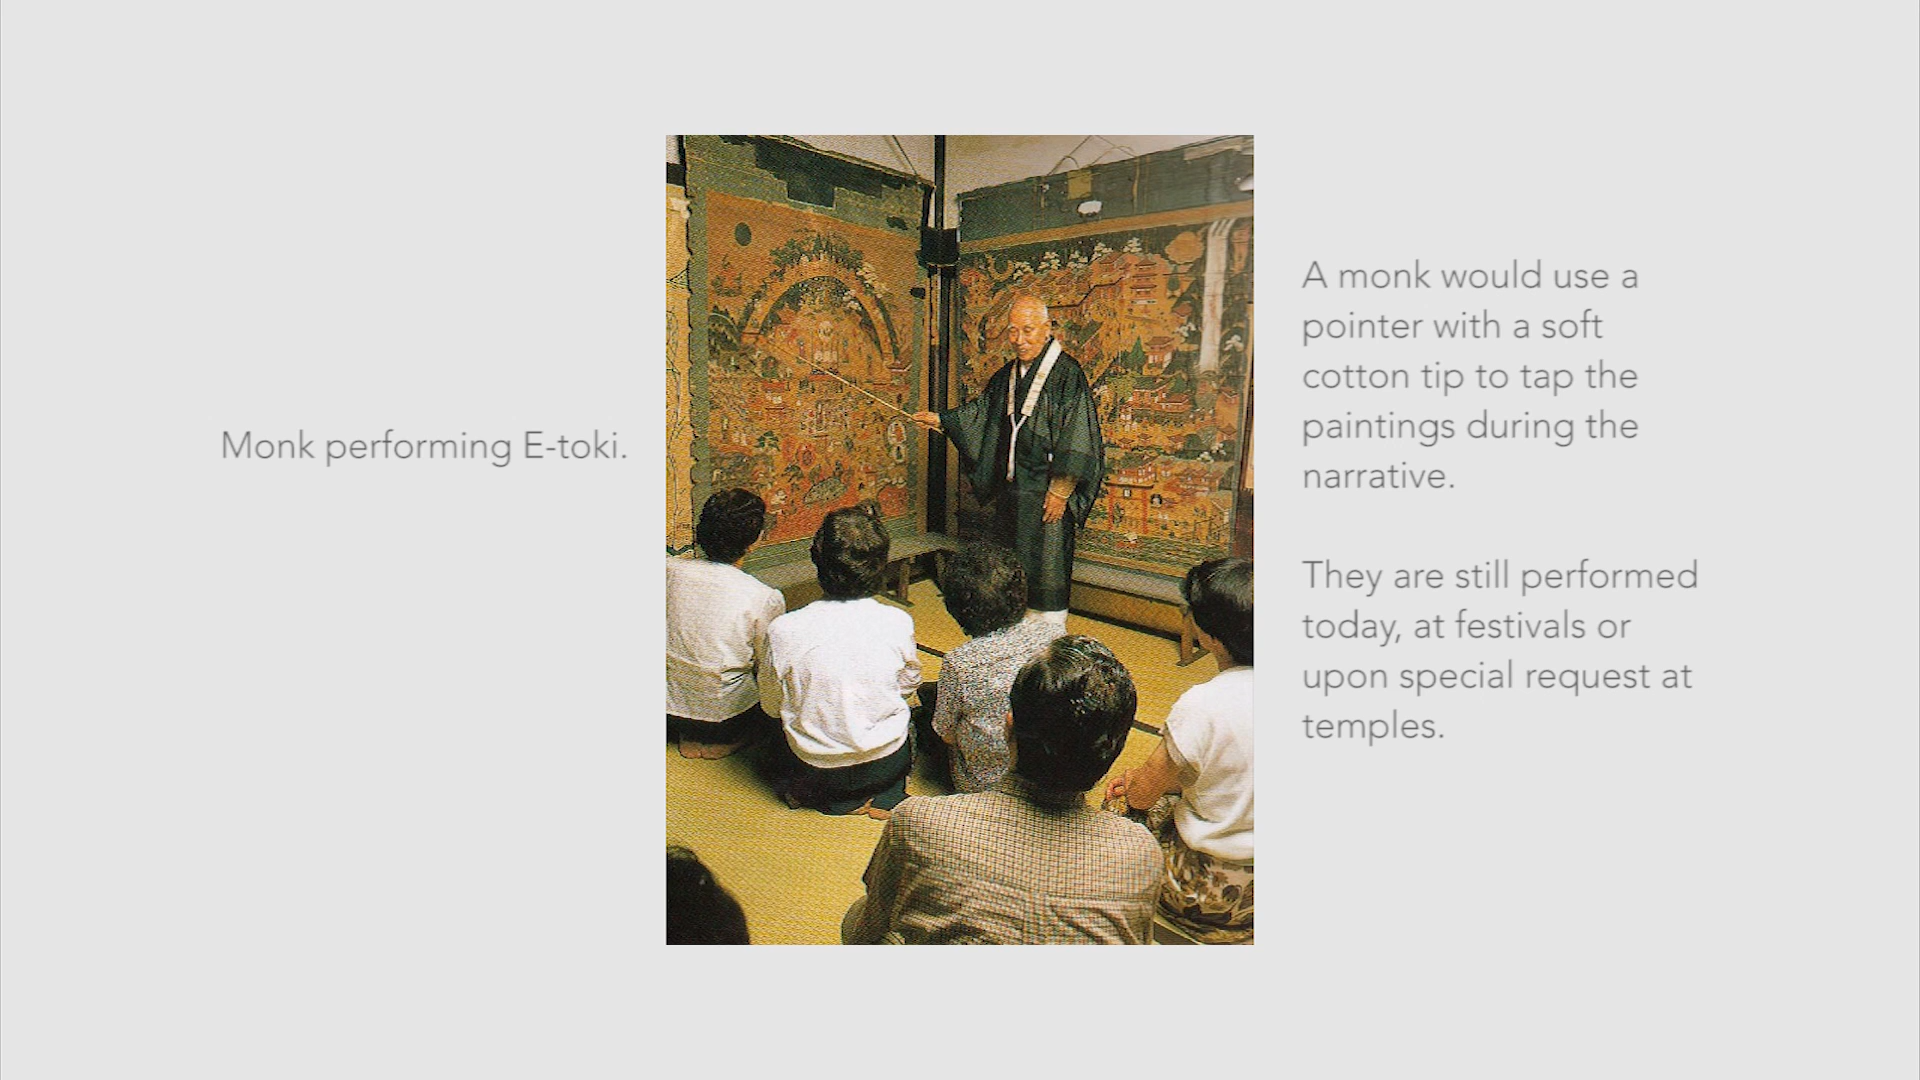 Monk performing E-toki.
A monk would use a
pointer with a soft
cotton tip to tap the
paintings during the
narrative.
They are still performed
today, at festivals or
upon special request at
temples.